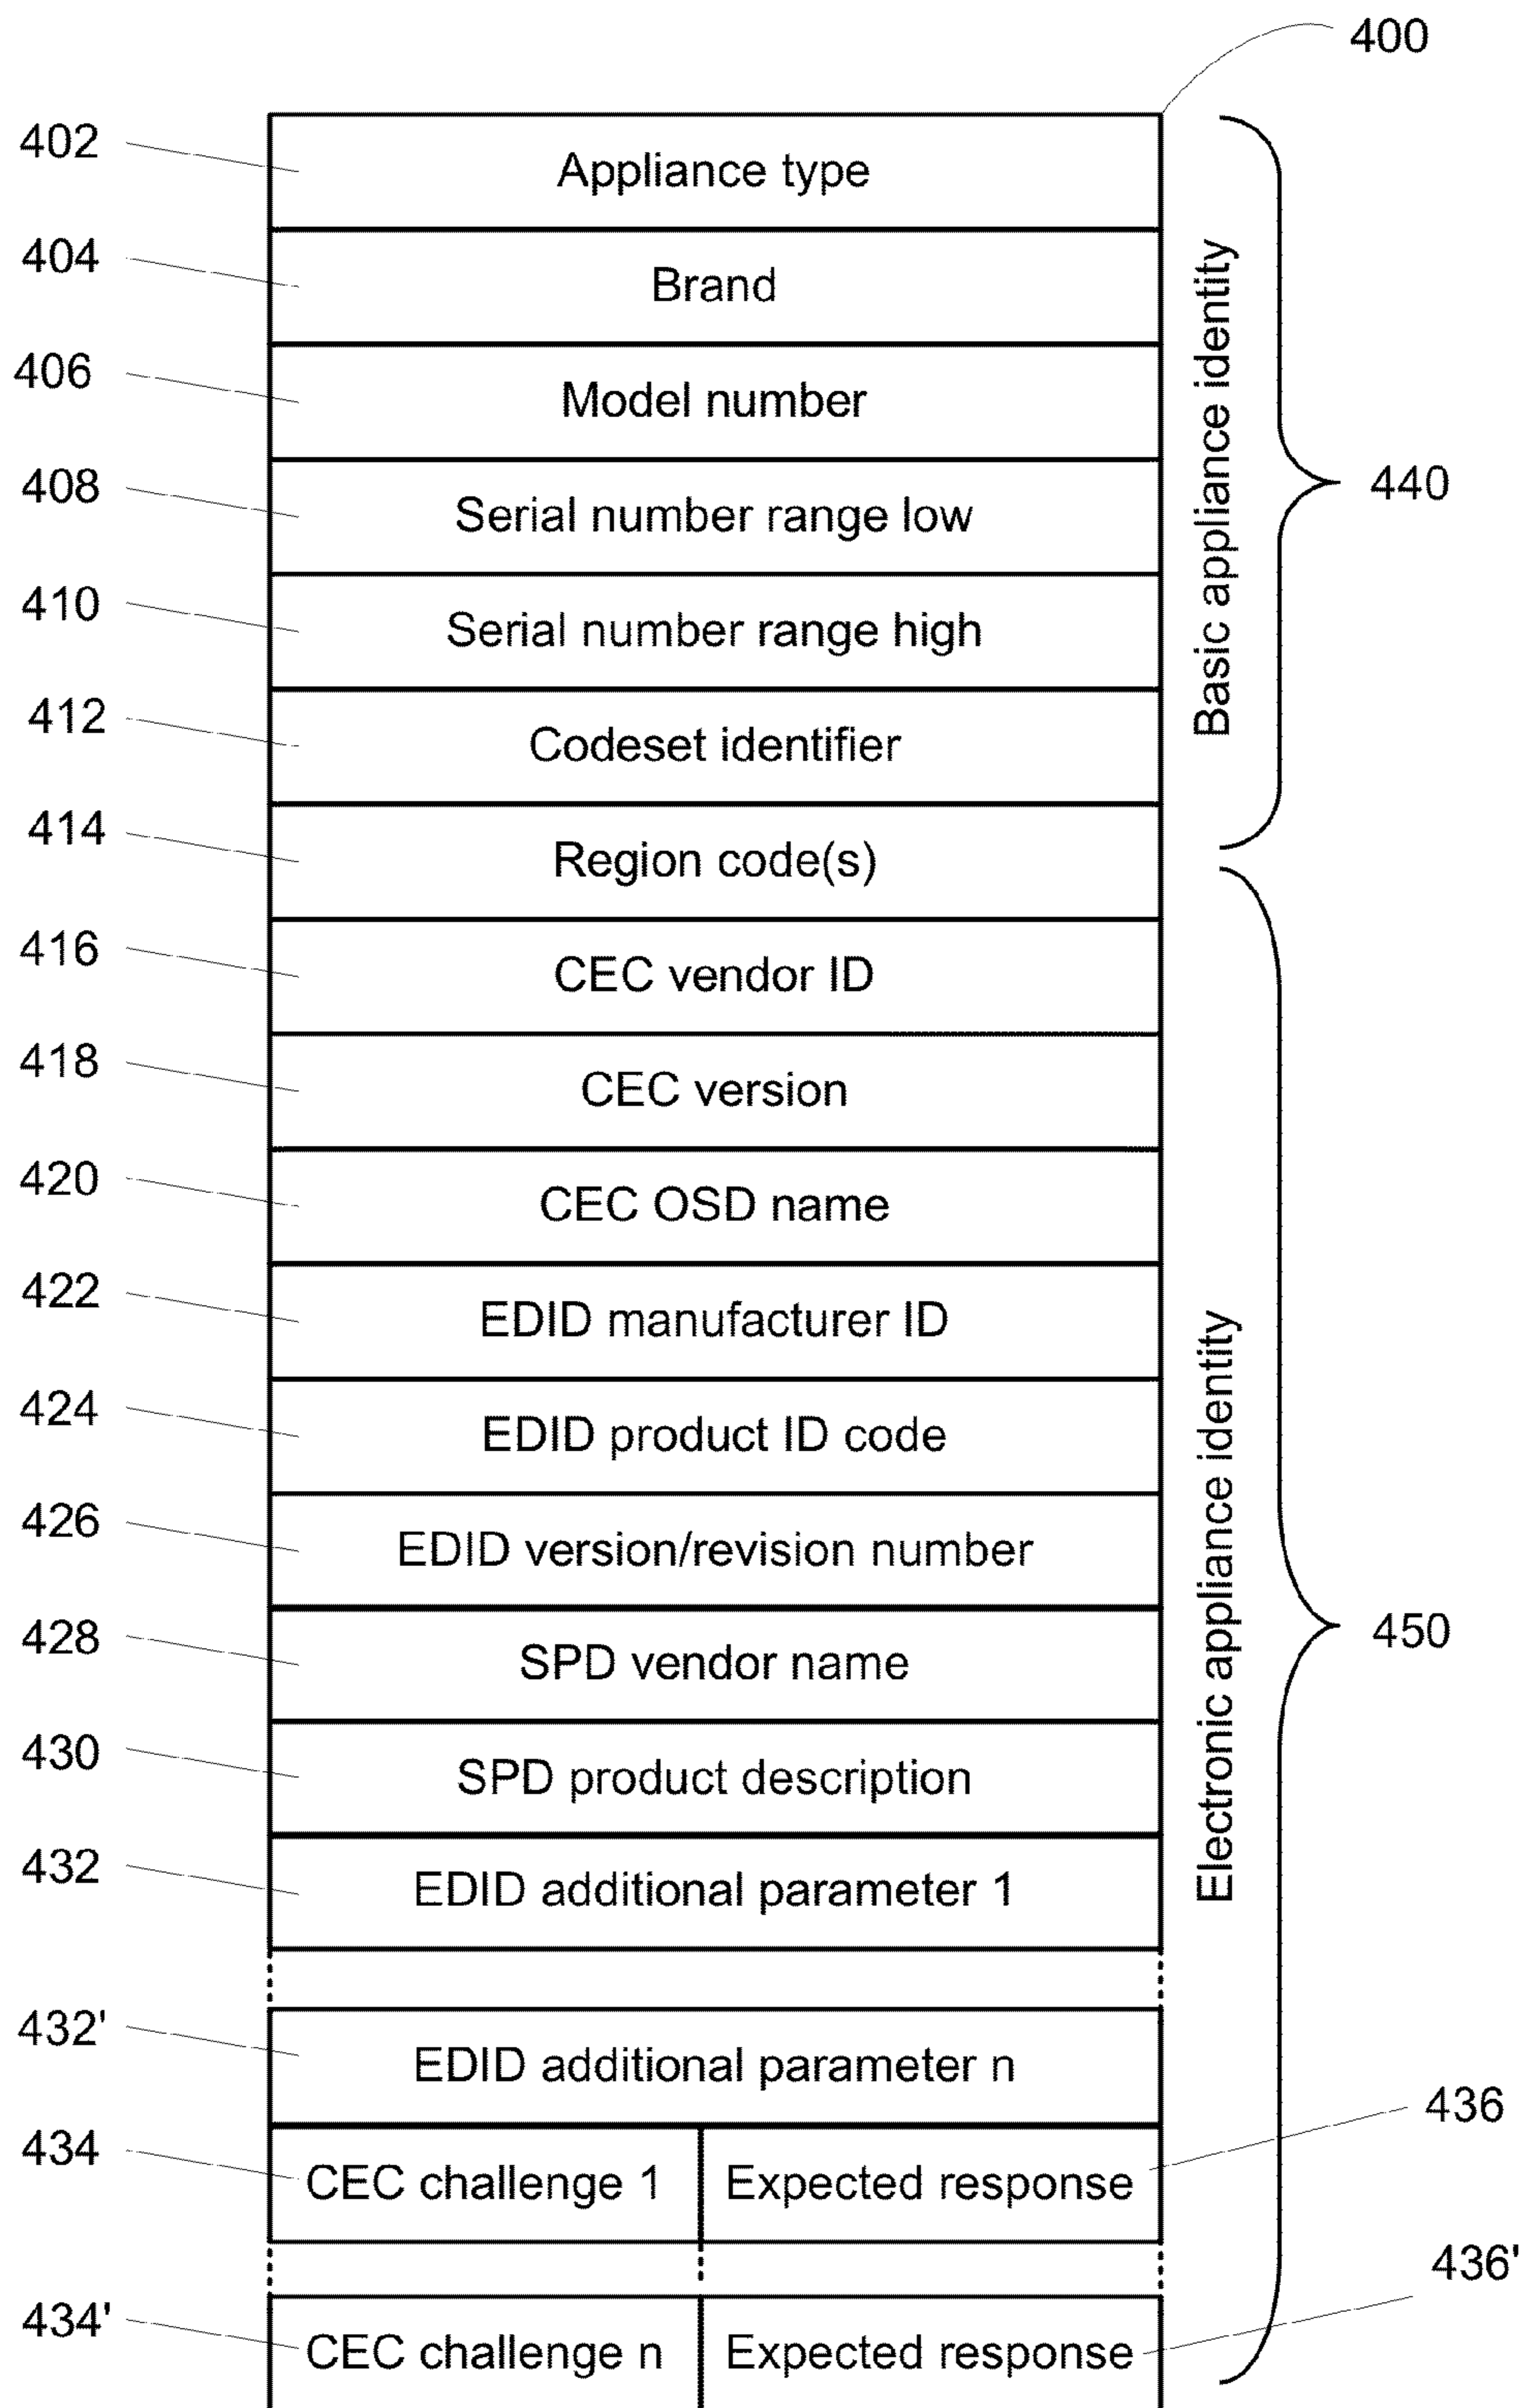 400
402 Appliance type
404 Brand
406 Model number
408 Serial number range low
410 Serial number range high
412 Codeset identifier
414 Region code(s)
Basic appliance identity
440
416 CEC vendor ID
418 CEC version
420 CEC OSD name
422 EDID manufacturer ID
424 EDID product ID code
426 EDID version/revision number
428 SPD vendor name
430 SPD product description
432 EDID additional parameter 1
432' EDID additional parameter n
434 CEC challenge 1 Expected response 436
434' CEC challenge n Expected response 436'
Electronic appliance identity
450